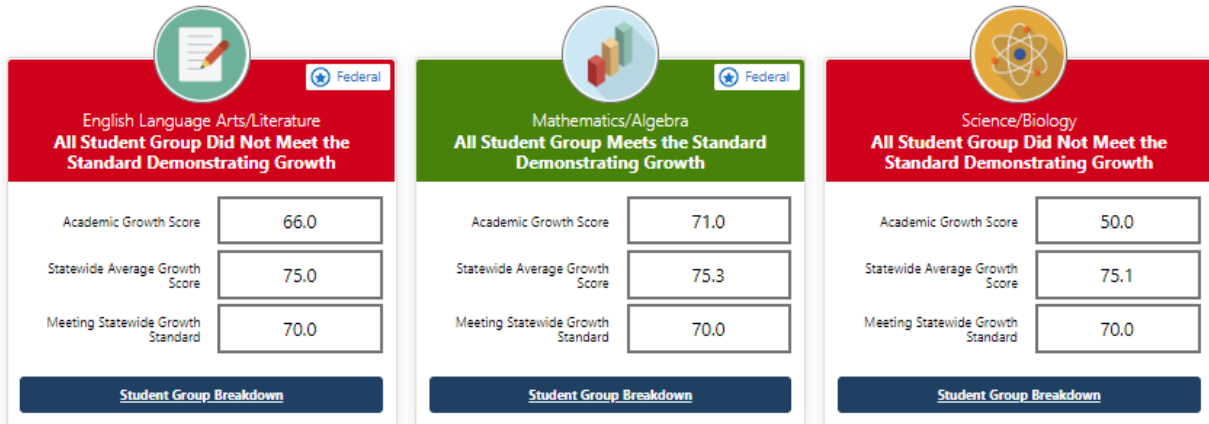 Federal
English Language Arts/Literature
All Student Group Did Not Meet the
Standard Demonstrating Growth
Academic Growth Score
66.0
Statewide Average Growth
Score
75.0
Meeting Statewide Growth
Standard
70.0
Student Group Breakdown
Federal
Mathematics/Algebra
All Student Group Meets the Standard
Demonstrating Growth
Academic Growth Score
71.0
Statewide Average Growth
Score
75.3
Meeting Statewide Growth
Standard
70.0
Student Group Breakdown
Science/Biology
All Student Group Did Not Meet the
Standard Demonstrating Growth
Academic Growth Score
50.0
Statewide Average Growth
Score
75.1
Meeting Statewide Growth
Standard
70.0
Student Group Breakdown